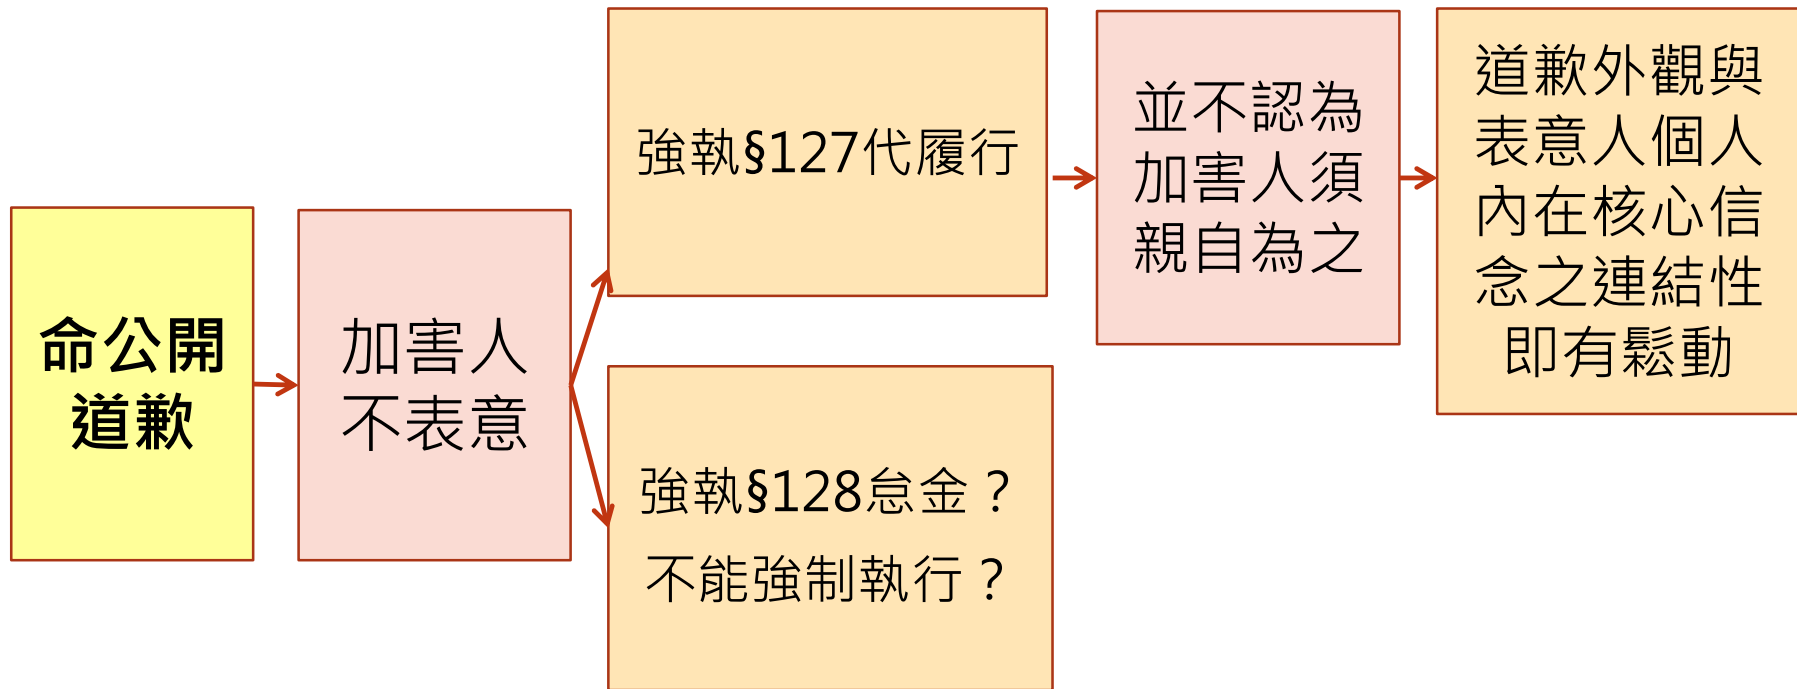 命公開
道歉
加害人
不表意
強執§127代履行
強執§128怠金？
不能強制執行？
並不認為
加害人須
親自為之
道歉外觀與
表意人個人
內在核心信
念之連結性
即有鬆動